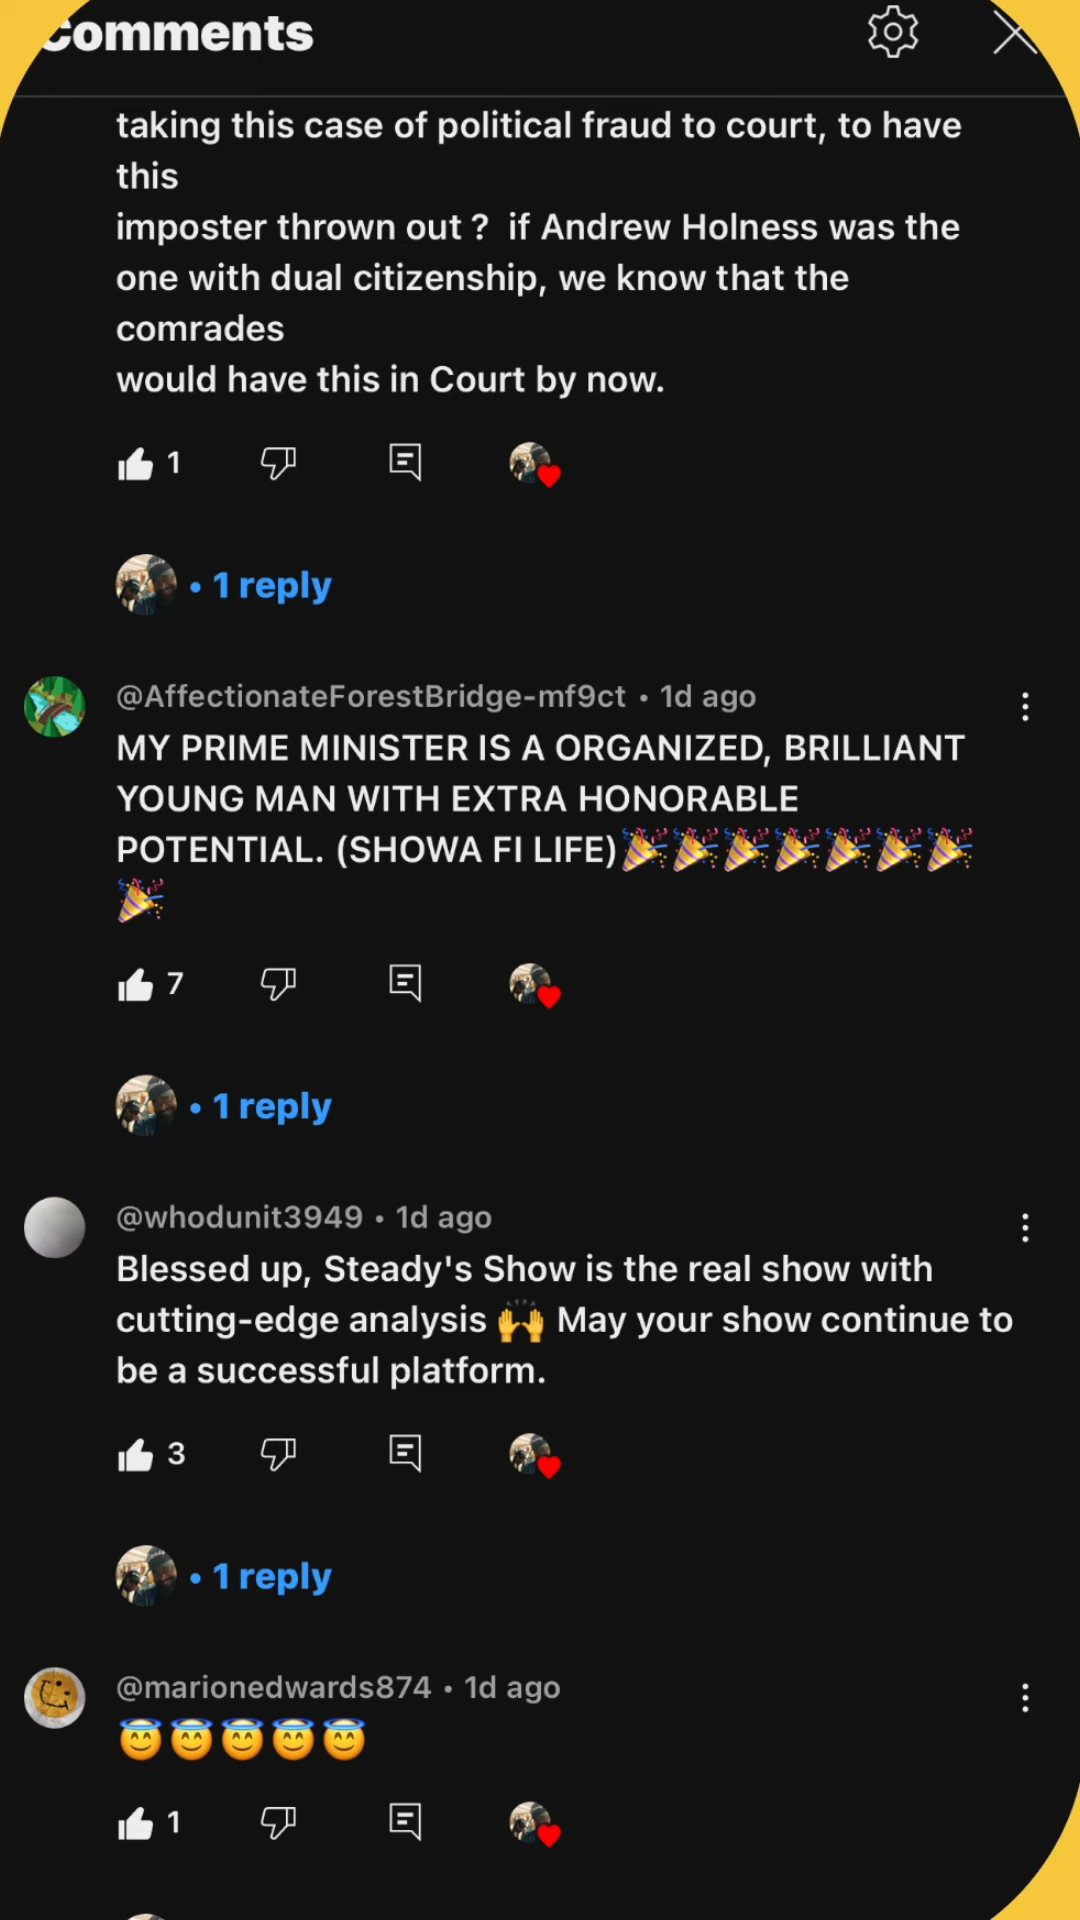 Comments
taking this case of political fraud to court, to have
this
imposter thrown out ?  if Andrew Holness was the
one with dual citizenship, we know that the
comrades
would have this in Court by now.
1
• 1 reply
@AffectionateForestBridge-mf9ct • 1d ago
MY PRIME MINISTER IS A ORGANIZED, BRILLIANT
YOUNG MAN WITH EXTRA HONORABLE
POTENTIAL. (SHOWA FI LIFE)🎉🎉🎉🎉🎉🎉🎉
🎉
7
• 1 reply
@whodunit3949 • 1d ago
Blessed up, Steady's Show is the real show with
cutting-edge analysis 🙌 May your show continue to
be a successful platform.
3
• 1 reply
@marionedwards874 • 1d ago
😇😇😇😇😇
1